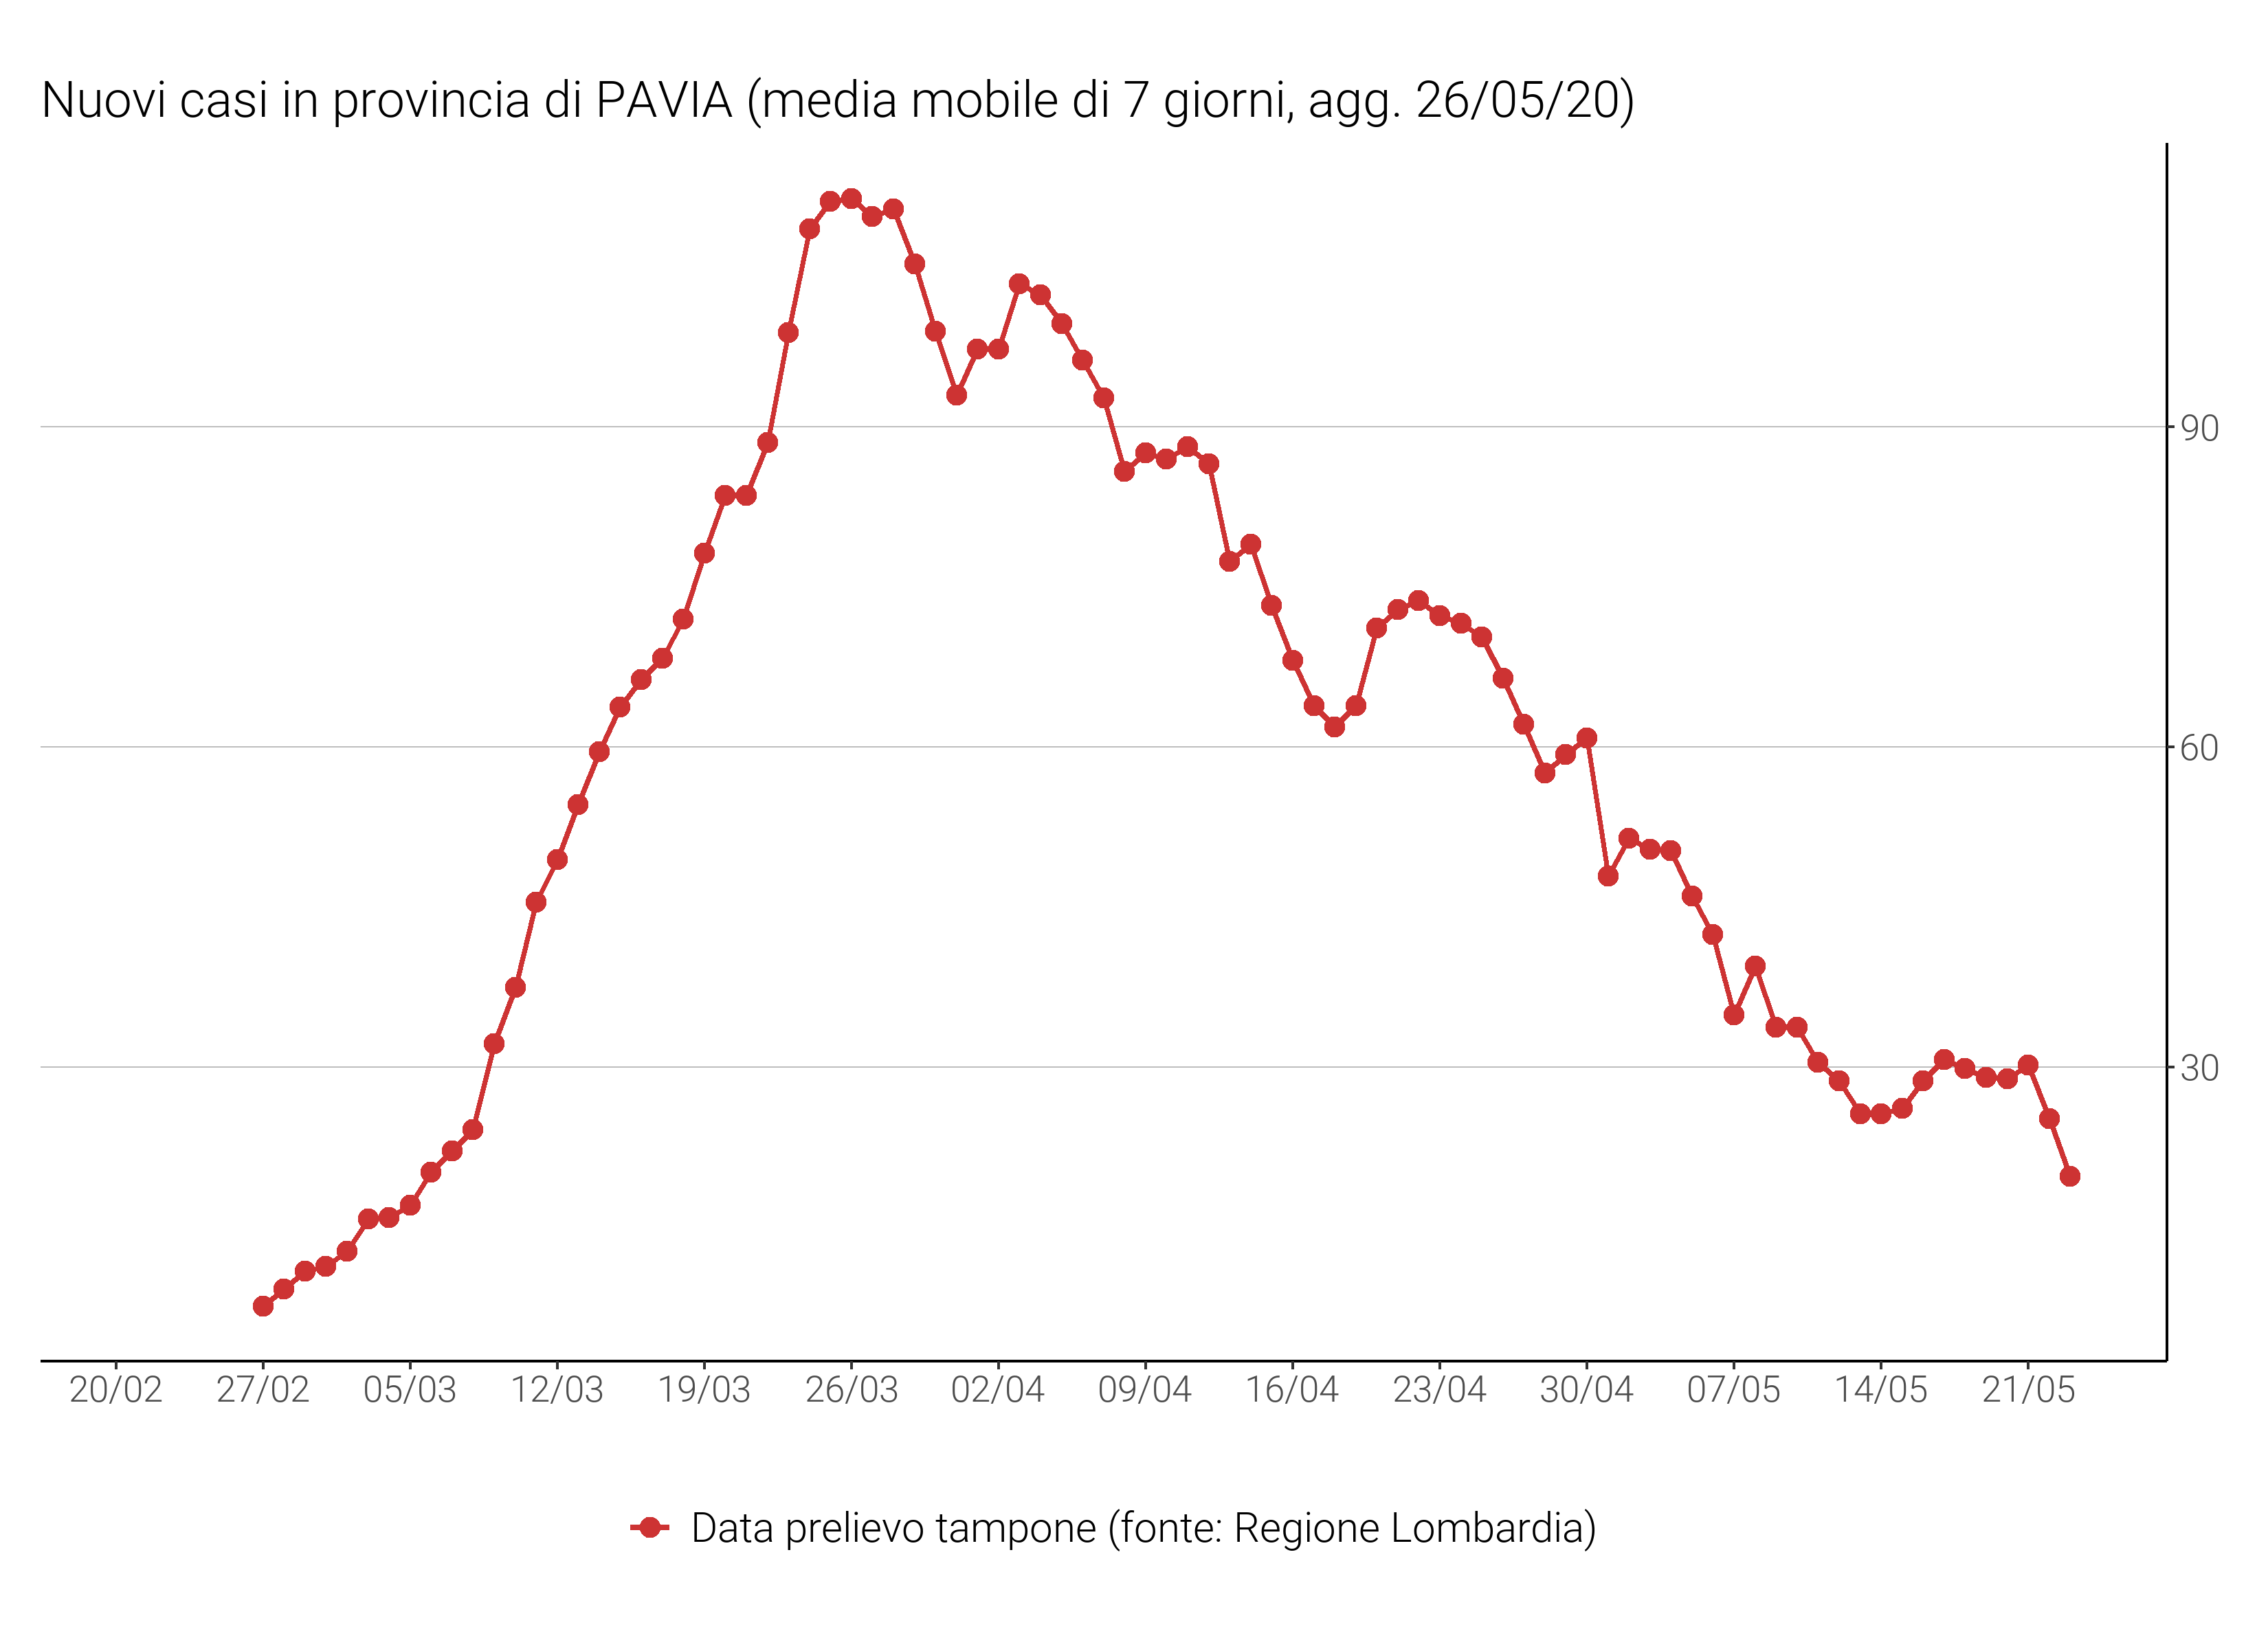 Nuovi casi in provincia di PAVIA (media mobile di 7 giorni, agg. 26/05/20)
90
60
30
20/02 27/02 05/03 12/03 19/03 26/03 02/04 09/04 16/04 23/04 30/04 07/05 14/05 21/05
Data prelievo tampone (fonte: Regione Lombardia)